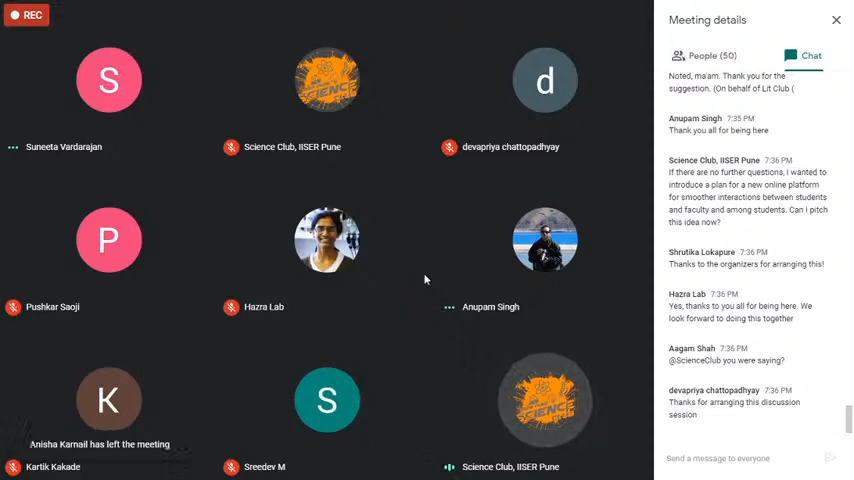 REC
S
d
Suneeta Vardarajan
Science Club, IISER Pune
devapriya chattopadhyay
P
Pushkar Saoji
Hazra Lab
Anupam Singh
K
S
Anisha Karnail has left the meeting
Kartik Kakade
Sreedev M
Science Club, IISER Pune
Meeting details
People (50)
Chat
Noted, ma'am. Thank you for the
suggestion. (On behalf of Lit Club (
Anupam Singh 7:35 PM
Thank you all for being here
Science Club, IISER Pune 7:36 PM
If there are no further questions, I wanted to
introduce a plan for a new online platform
for smoother interactions between students
and faculty and among students. Can I pitch
this idea now?
Shrutika Lokapure 7:36 PM
Thanks to the organizers for arranging this!
Hazra Lab 7:36 PM
Yes, thanks to you all for being here. We
look forward to doing this together
Aagam Shah 7:36 PM
@ScienceClub you were saying?
devapriya chattopadhyay 7:36 PM
Thanks for arranging this discussion
session
Send a message to everyone